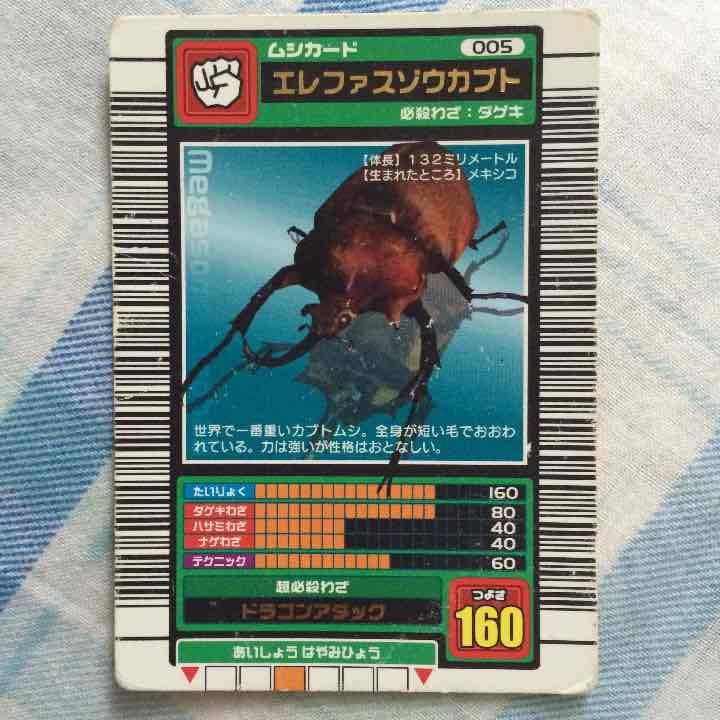 ムシカード 005
エレファスゾウカブト
必殺わざ：ダゲキ
【体長】132ミリメートル
【生まれたところ】メキシコ
世界で一番重いカブトムシ。全身が短い毛でおおわ
れている。力は強いが性格はおとなしい。
たいりょく 160
ダゲキわざ 80
ハサミわざ 40
ナゲわざ 40
テクニック 60
超必殺わざ
ドラゴンアタック
つよさ
160
あいしょう はやみひょう